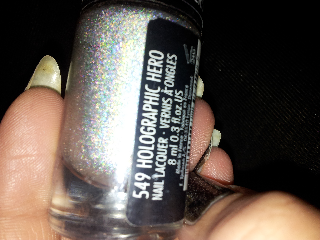 549 HOLOGRAPHIC HERO
NAIL LACQUER • VERNIS À ONGLES
8 ml 0.3 fl.oz.US